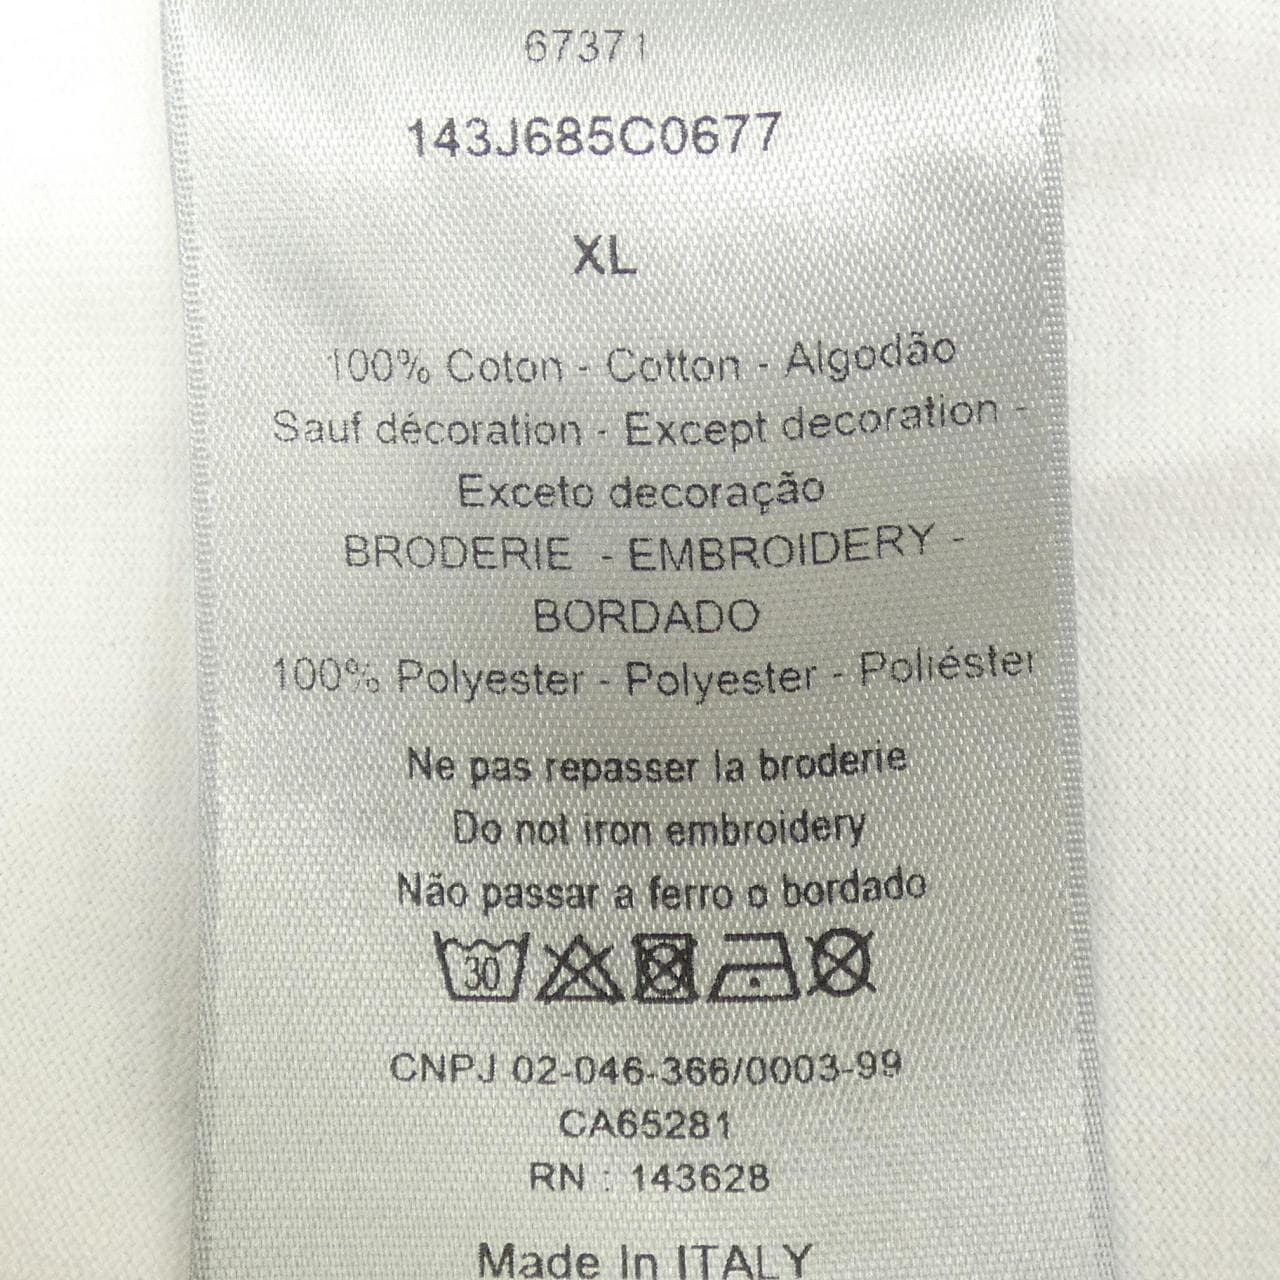 67371
143J685C0677
XL
100% Coton - Cotton - Algodão
Sauf décoration - Except decoration -
Exceto decoração
BRODERIE - EMBROIDERY -
BORDADO
100% Polyester - Polyester - Poliéster
Ne pas repasser la broderie
Do not iron embroidery
Não passar a ferro o bordado
30
CNPJ 02-046-366/0003-99
CA65281
RN : 143628
Made In ITALY